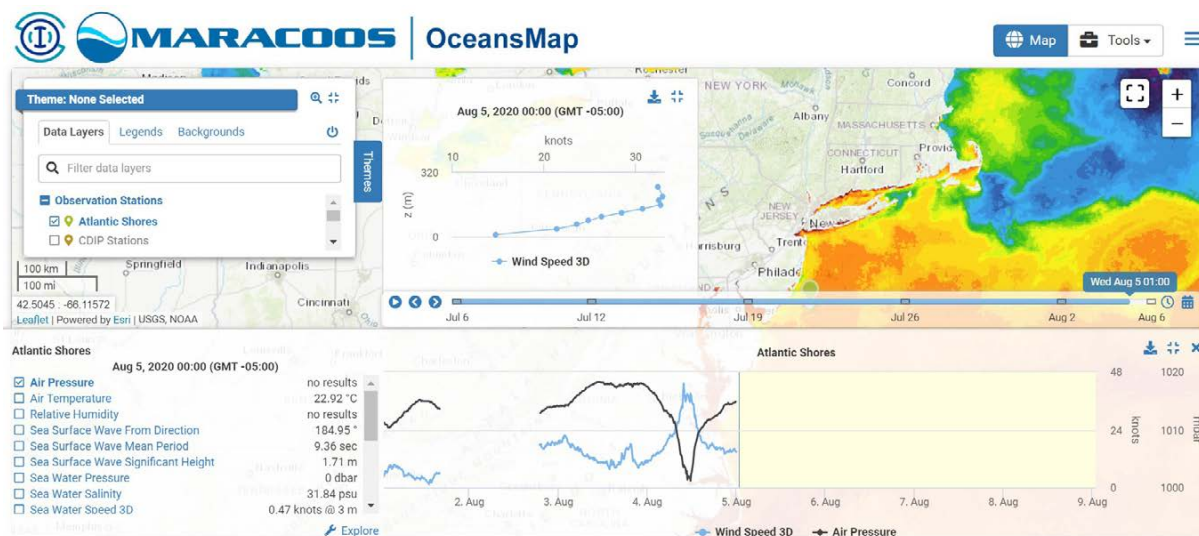 MARACOOS OceansMap
Map Tools
Theme: None Selected
Data Layers Legends Backgrounds
Filter data layers
Observation Stations
Atlantic Shores
CDIP Stations
Themes
Aug 5, 2020 00:00 (GMT -05:00)
knots
10 20 30
320
z (m)
0
Wind Speed 3D
Rochester
NEW YORK
Concord
Albany
MASSACHUSETTS
CONNECTICUT
Hartford
NEW
JERSEY
Springfield
Indianapolis
Cincinnati
+
−
100 km
100 mi
42.5045 : -66.11572
Leaflet | Powered by Esri | USGS, NOAA
Wed Aug 5 01:00
Jul 6 Jul 12 Jul 19 Jul 26 Aug 2 Aug 6
Atlantic Shores
Aug 5, 2020 00:00 (GMT -05:00)
Air Pressure no results
Air Temperature 22.92 °C
Relative Humidity no results
Sea Surface Wave From Direction 184.95 °
Sea Surface Wave Mean Period 9.36 sec
Sea Surface Wave Significant Height 1.71 m
Sea Water Pressure 0 dbar
Sea Water Salinity 31.84 psu
Sea Water Speed 3D 0.47 knots @ 3 m
Explore
Atlantic Shores
48 1020
24 1010
0 1000
knots
mbar
2. Aug 3. Aug 4. Aug 5. Aug 6. Aug 7. Aug 8. Aug 9. Aug
Wind Speed 3D Air Pressure